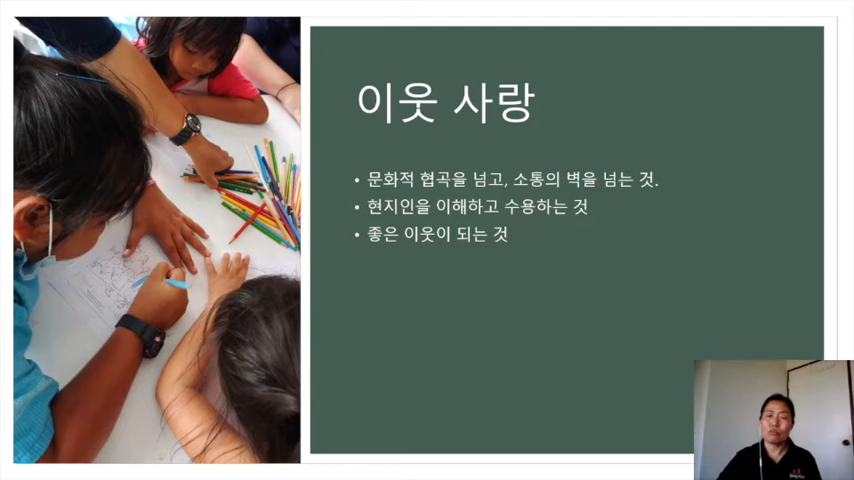 이웃 사랑
• 문화적 협곡을 넘고, 소통의 벽을 넘는 것.
• 현지인을 이해하고 수용하는 것
• 좋은 이웃이 되는 것